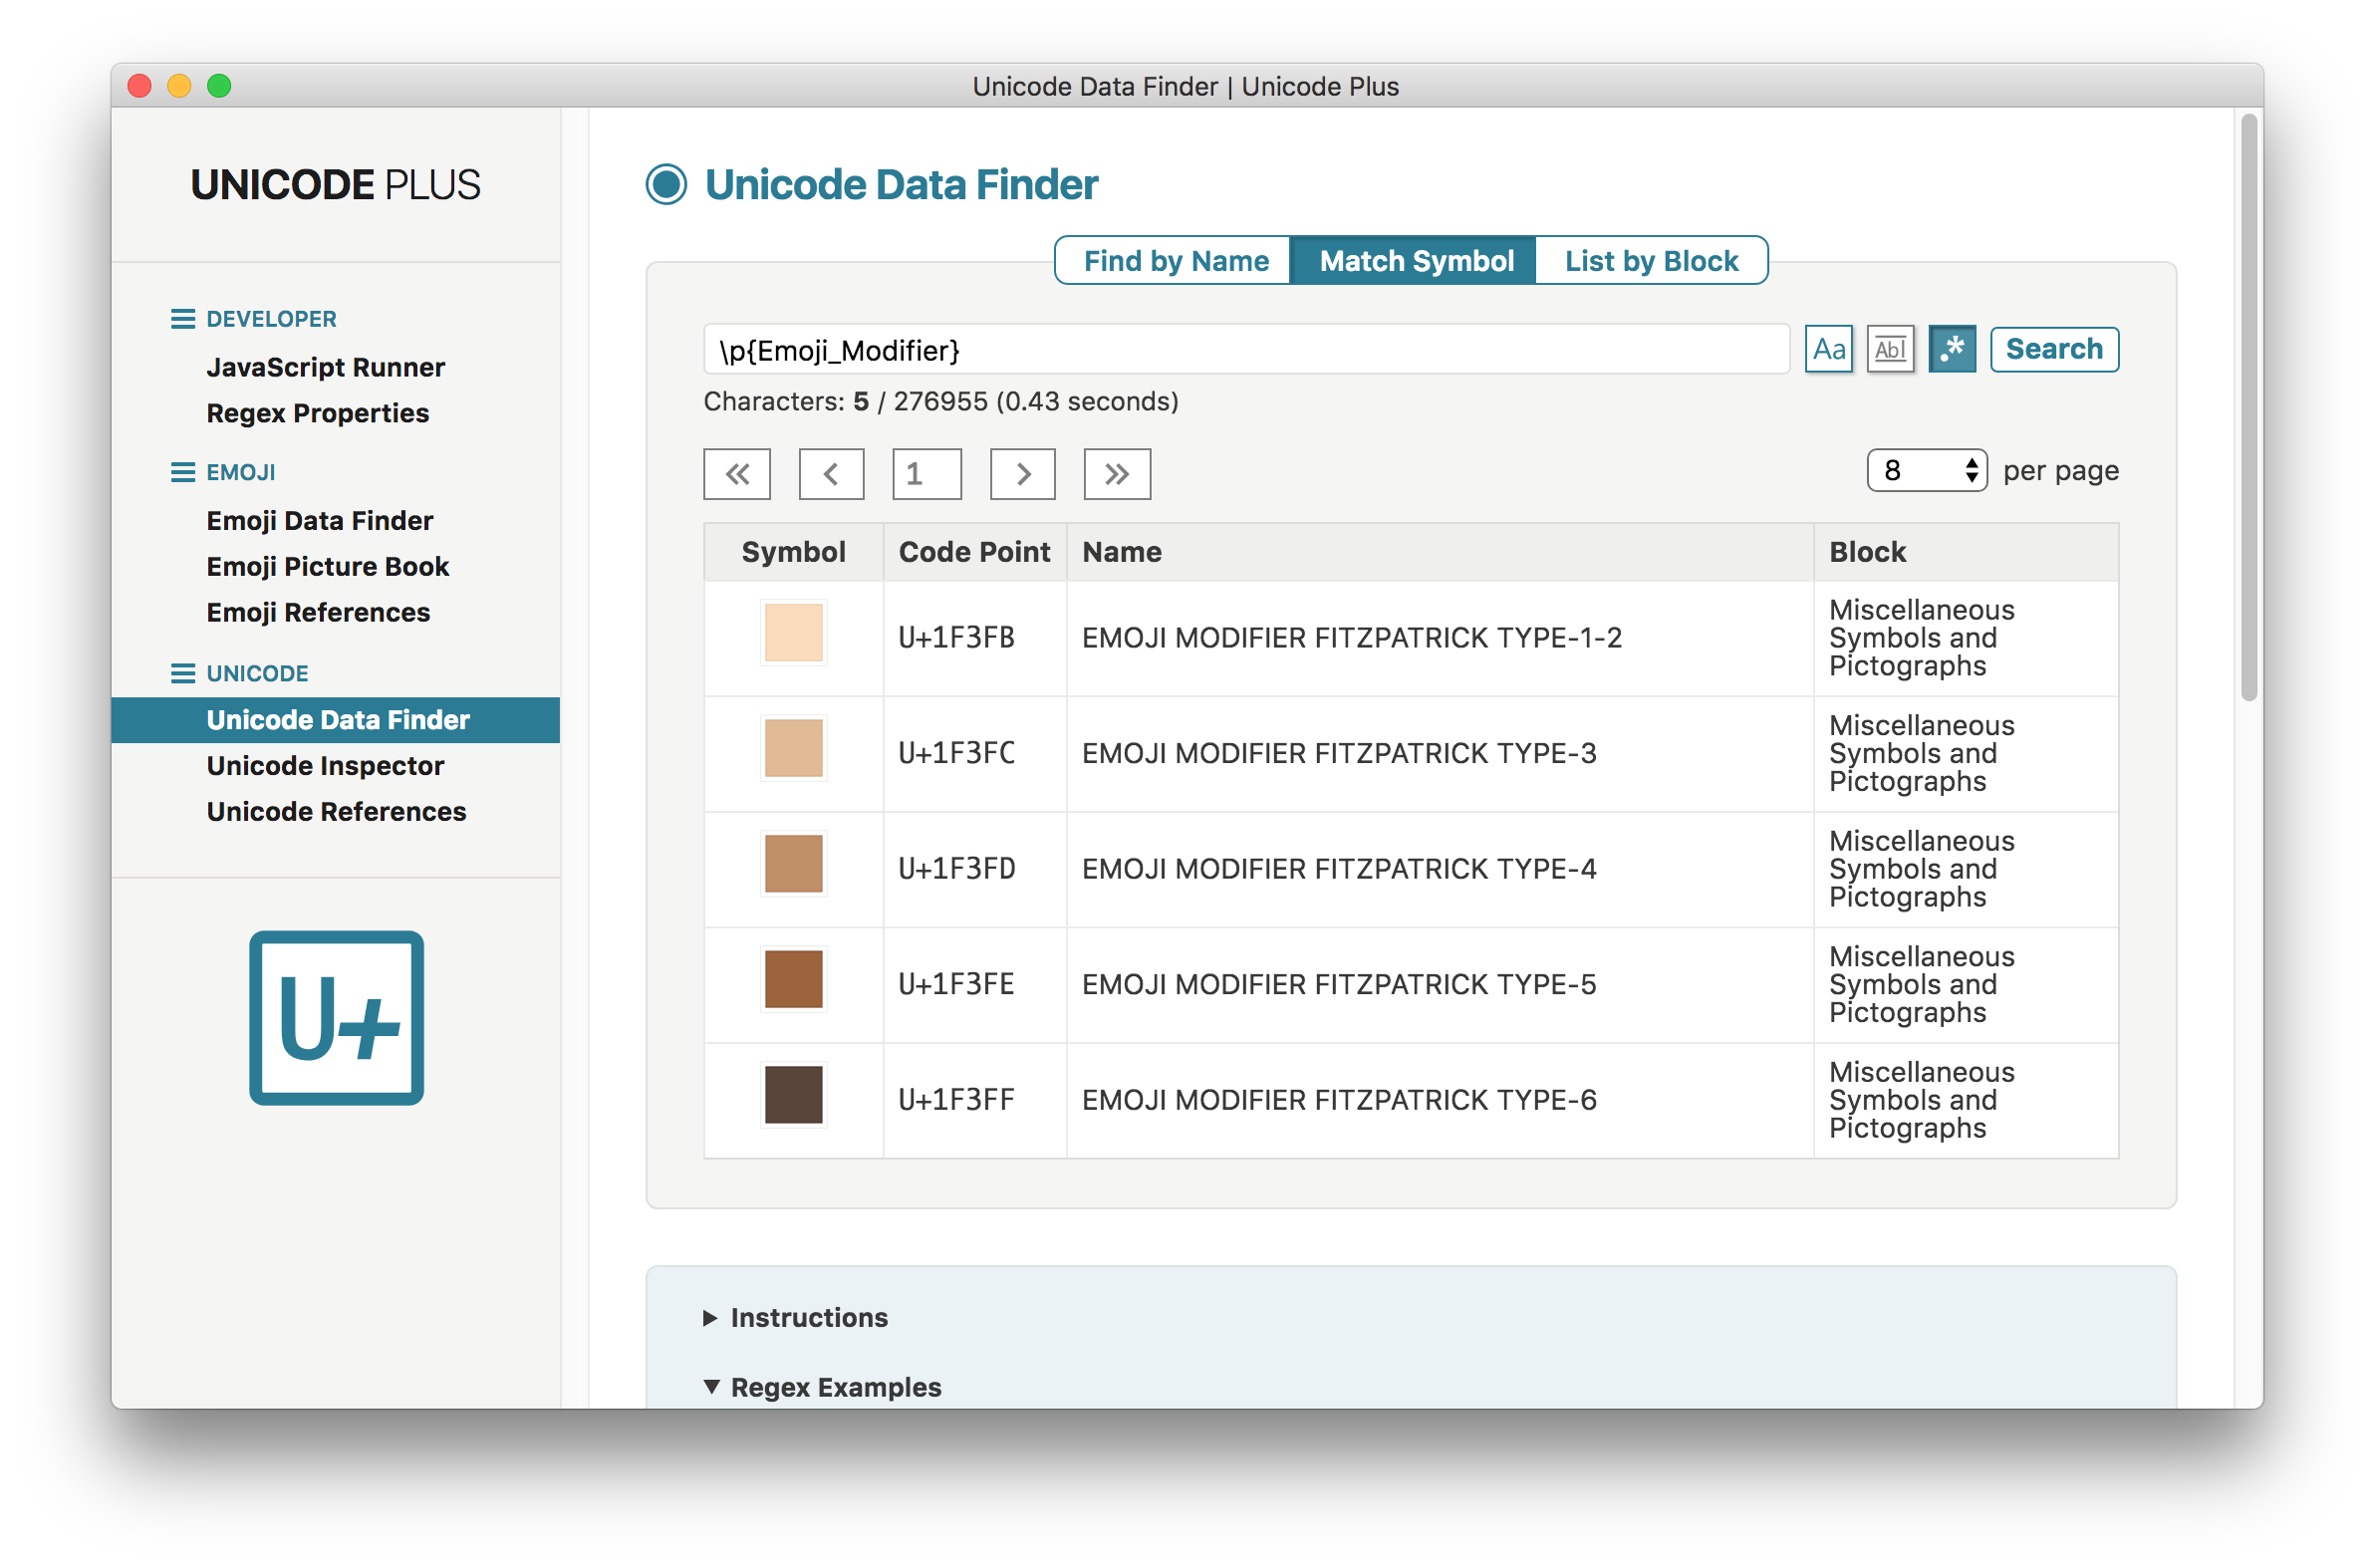 Unicode Data Finder | Unicode Plus
UNICODE PLUS
DEVELOPER
JavaScript Runner
Regex Properties
EMOJI
Emoji Data Finder
Emoji Picture Book
Emoji References
UNICODE
Unicode Data Finder
Unicode Inspector
Unicode References
U+
Unicode Data Finder
Find by Name Match Symbol List by Block
\p{Emoji_Modifier} Aa Abl .* Search
Characters: 5 / 276955 (0.43 seconds)
« ‹ 1 › » 8 per page
Symbol Code Point Name Block
U+1F3FB EMOJI MODIFIER FITZPATRICK TYPE-1-2 Miscellaneous
Symbols and
Pictographs
U+1F3FC EMOJI MODIFIER FITZPATRICK TYPE-3 Miscellaneous
Symbols and
Pictographs
U+1F3FD EMOJI MODIFIER FITZPATRICK TYPE-4 Miscellaneous
Symbols and
Pictographs
U+1F3FE EMOJI MODIFIER FITZPATRICK TYPE-5 Miscellaneous
Symbols and
Pictographs
U+1F3FF EMOJI MODIFIER FITZPATRICK TYPE-6 Miscellaneous
Symbols and
Pictographs
Instructions
Regex Examples